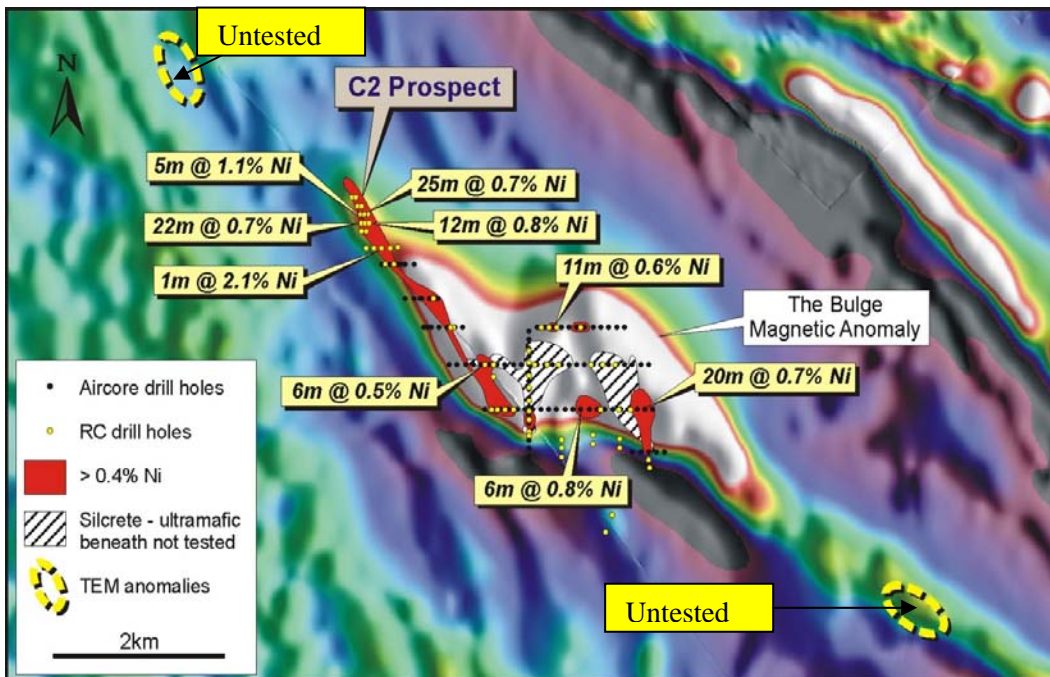 Untested
N
C2 Prospect
5m @ 1.1% Ni
25m @ 0.7% Ni
22m @ 0.7% Ni
12m @ 0.8% Ni
1m @ 2.1% Ni
11m @ 0.6% Ni
The Bulge
Magnetic Anomaly
6m @ 0.5% Ni
20m @ 0.7% Ni
6m @ 0.8% Ni
Aircore drill holes
RC drill holes
> 0.4% Ni
Silcrete - ultramafic
beneath not tested
TEM anomalies
2km
Untested